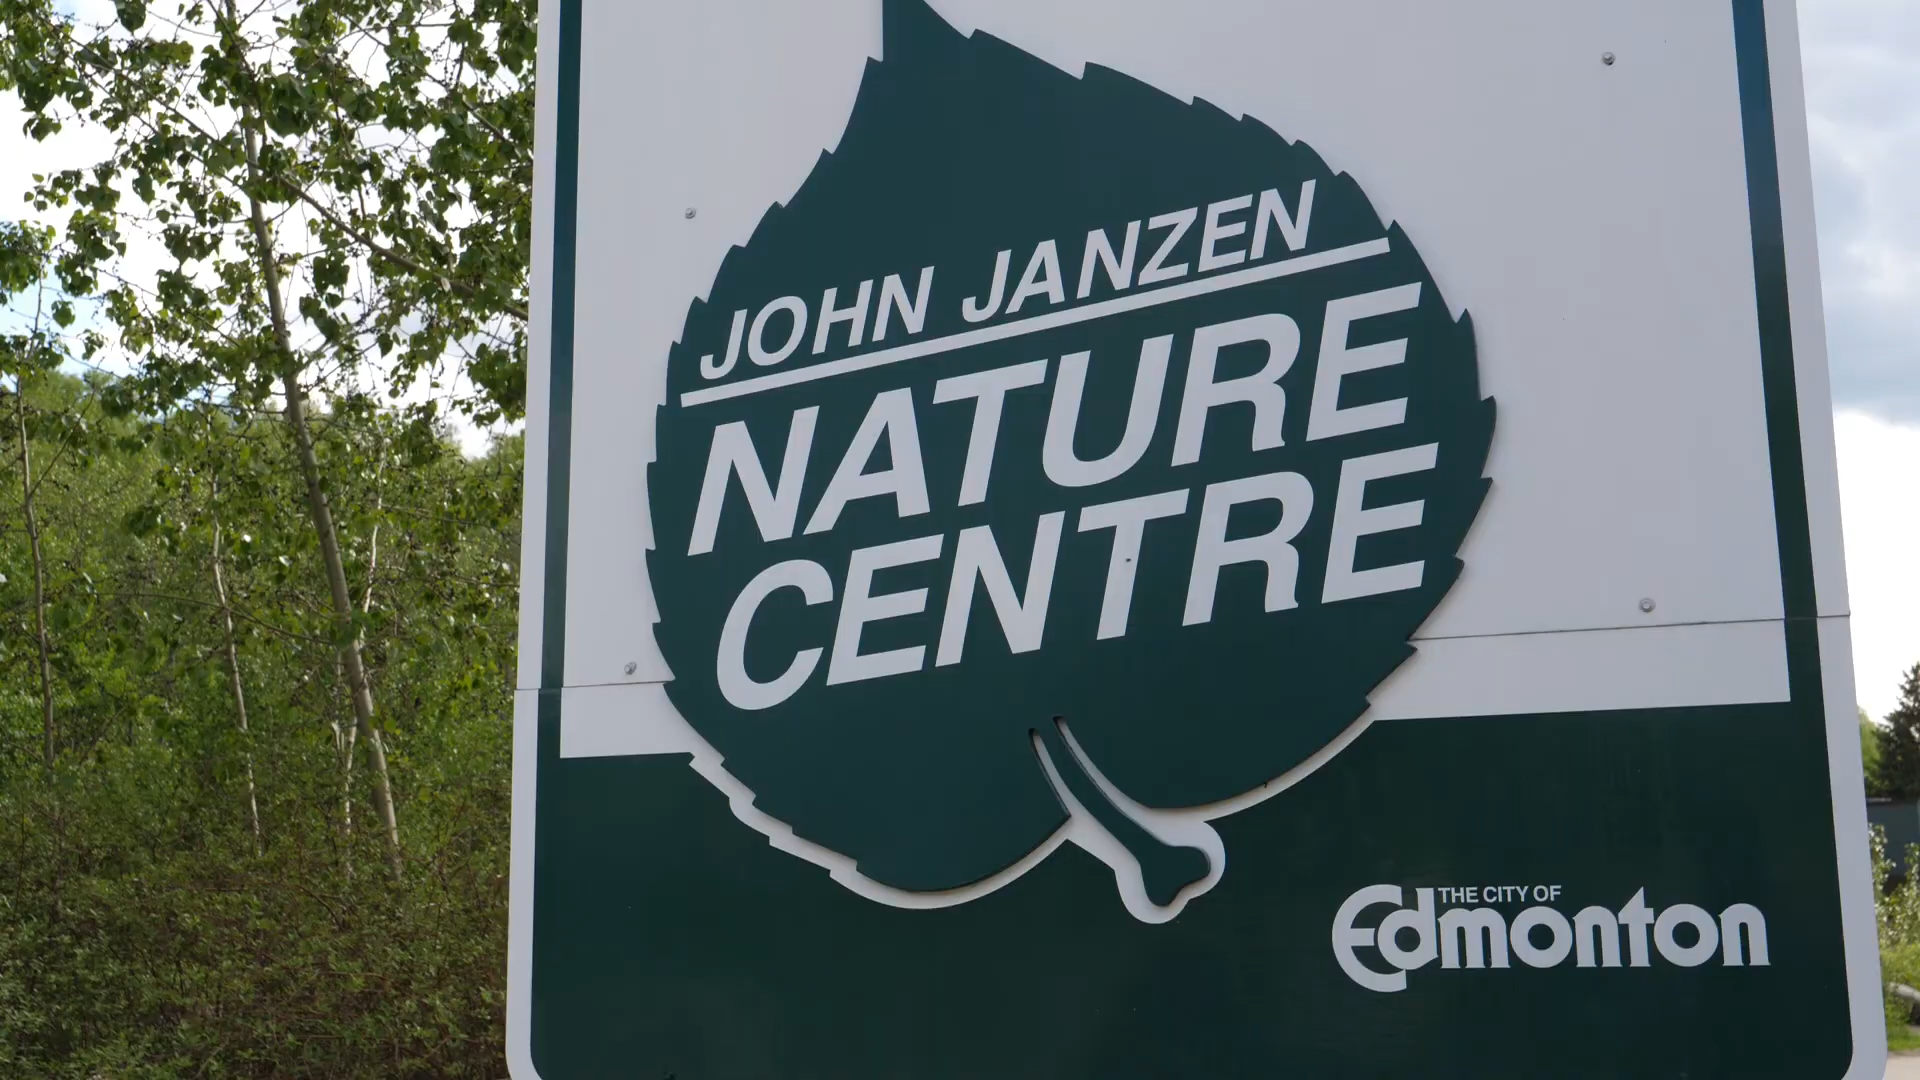 JOHN JANZEN
NATURE
CENTRE
THE CITY OF
Edmonton